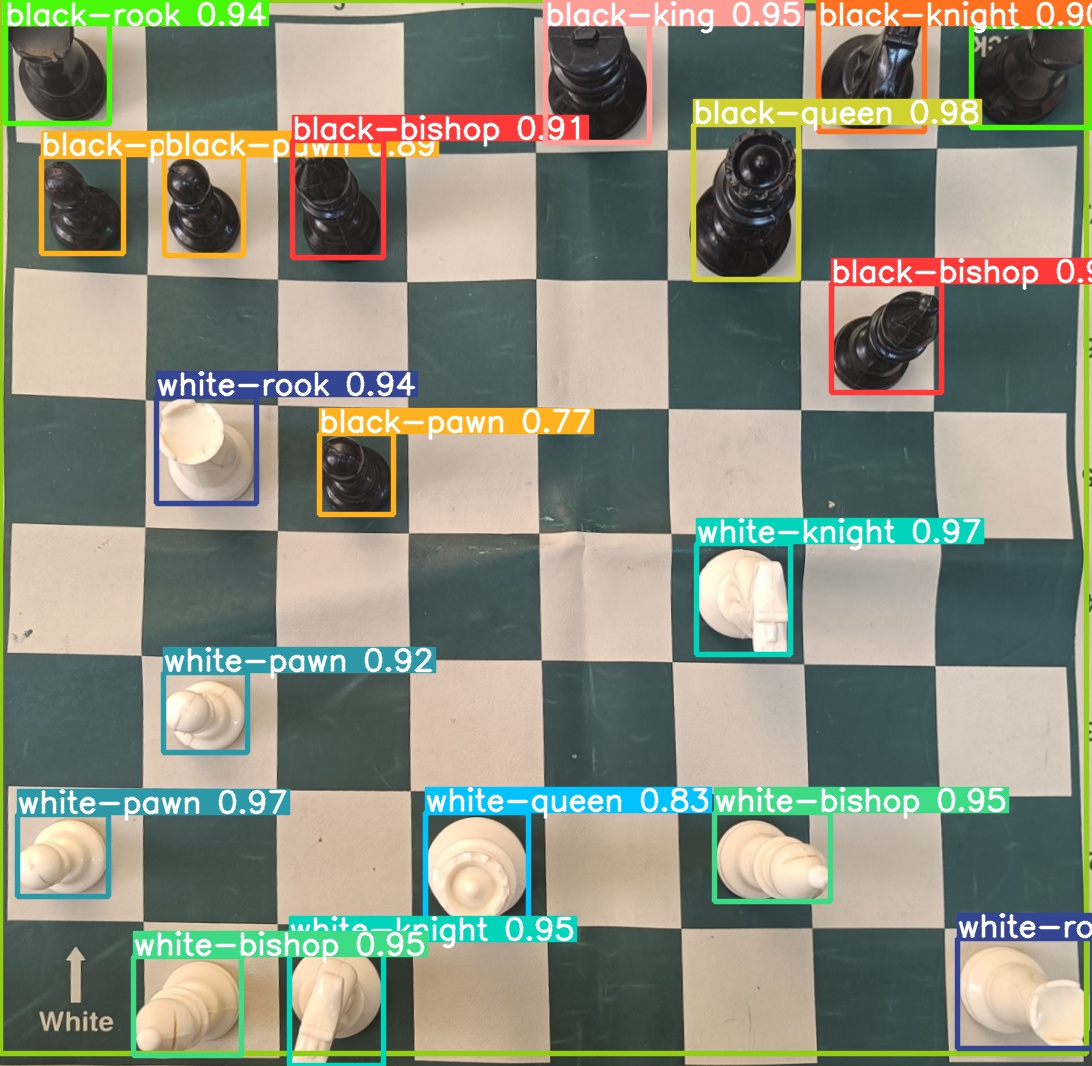 black-rook 0.94
black-king 0.95
black-knight 0.90
black-queen 0.98
black-p
black-pawn 0.89
black-bishop 0.91
black-bishop 0.9
white-rook 0.94
black-pawn 0.77
white-knight 0.97
white-pawn 0.92
white-pawn 0.97
white-queen 0.83
white-bishop 0.95
white-knight 0.95
white-bishop 0.95
white-ro
White